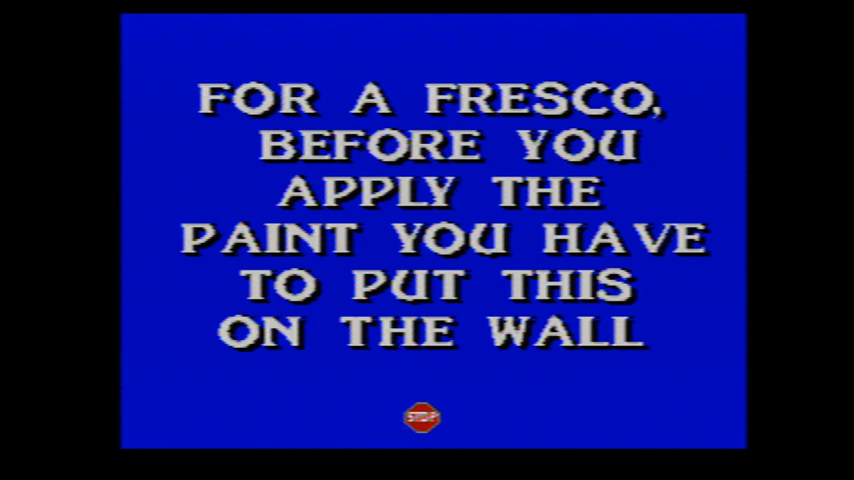 FOR A FRESCO,
BEFORE YOU
APPLY THE
PAINT YOU HAVE
TO PUT THIS
ON THE WALL
STOP